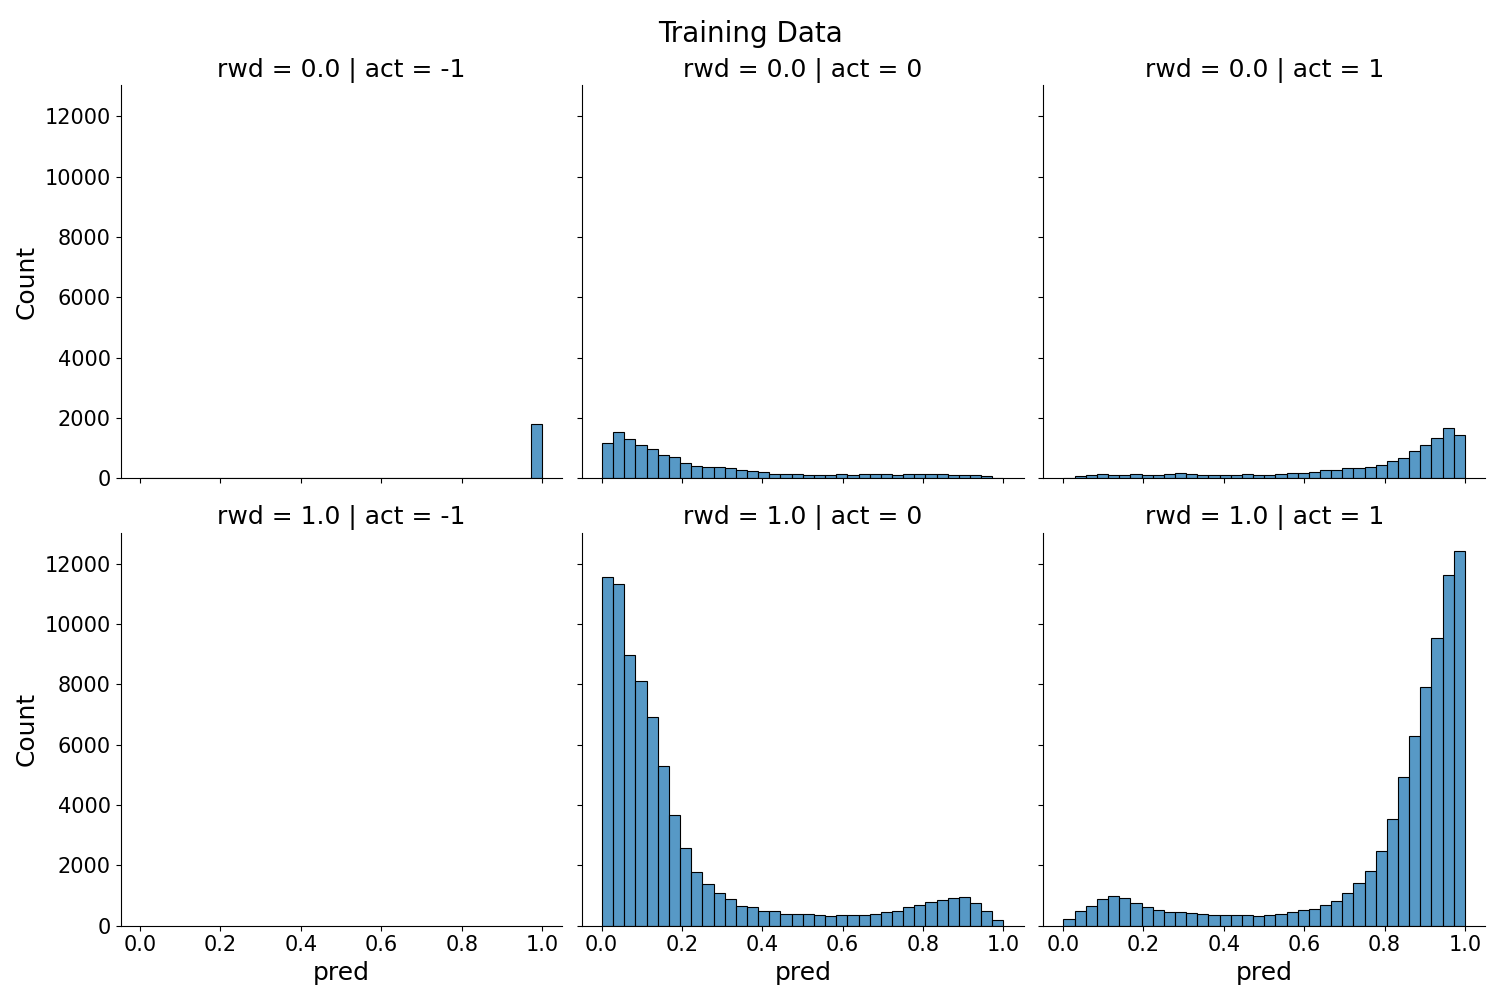 Training Data
rwd = 0.0 | act = -1
rwd = 0.0 | act = 0
rwd = 0.0 | act = 1
12000
10000
8000
6000
4000
2000
0
Count
rwd = 1.0 | act = -1
rwd = 1.0 | act = 0
rwd = 1.0 | act = 1
12000
10000
8000
6000
4000
2000
0
Count
0.0 0.2 0.4 0.6 0.8 1.0
0.0 0.2 0.4 0.6 0.8 1.0
0.0 0.2 0.4 0.6 0.8 1.0
pred
pred
pred